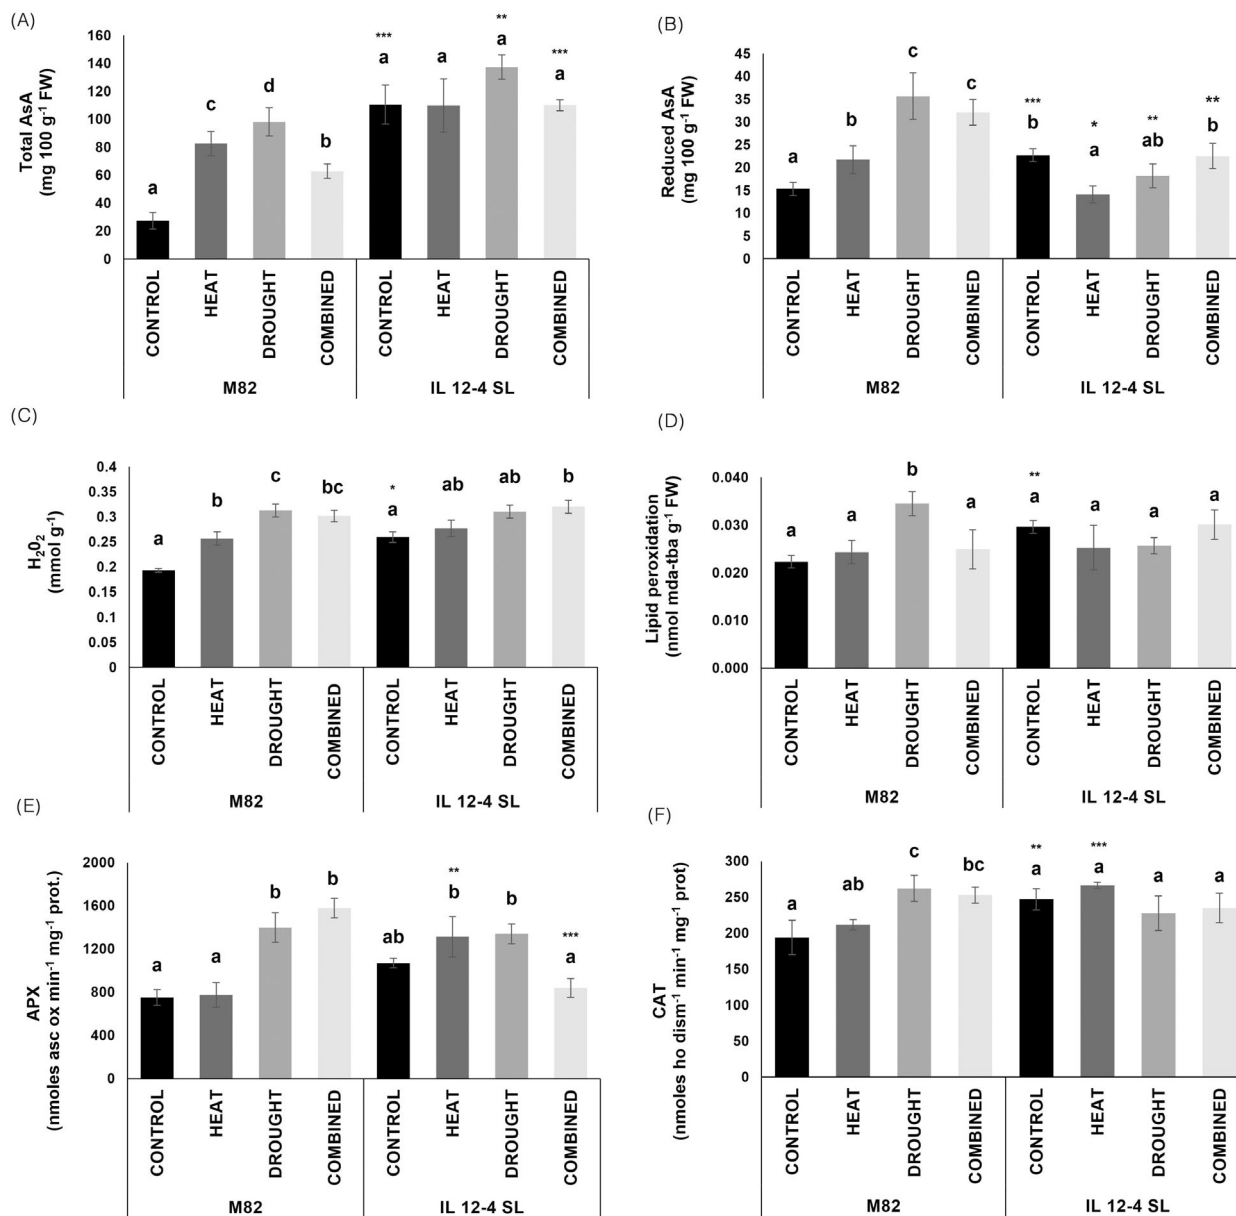 (A)
Total AsA
(mg 100 g⁻¹ FW)
160
140
120
100
80
60
40
20
0
a
c
d
b
***
a
a
**
a
***
a
CONTROL
HEAT
DROUGHT
COMBINED
CONTROL
HEAT
DROUGHT
COMBINED
M82
IL 12-4 SL
(B)
Reduced AsA
(mg 100 g⁻¹ FW)
45
40
35
30
25
20
15
10
5
0
a
b
c
c
***
b
*
a
**
ab
**
b
CONTROL
HEAT
DROUGHT
COMBINED
CONTROL
HEAT
DROUGHT
COMBINED
M82
IL 12-4 SL
(C)
H₂0₂
(mmol g⁻¹)
0.4
0.35
0.3
0.25
0.2
0.15
0.1
0.05
0
a
b
c
bc
*
a
ab
ab
b
CONTROL
HEAT
DROUGHT
COMBINED
CONTROL
HEAT
DROUGHT
COMBINED
M82
IL 12-4 SL
(D)
Lipid peroxidation
(nmol mda-tba g⁻¹ FW)
0.040
0.030
0.020
0.010
0.000
a
a
b
a
**
a
a
a
a
CONTROL
HEAT
DROUGHT
COMBINED
CONTROL
HEAT
DROUGHT
COMBINED
M82
IL 12-4 SL
(E)
APX
(nmoles asc ox min⁻¹ mg⁻¹ prot.)
2000
1600
1200
800
400
0
a
a
b
b
ab
**
b
b
***
a
CONTROL
HEAT
DROUGHT
COMBINED
CONTROL
HEAT
DROUGHT
COMBINED
M82
IL 12-4 SL
(F)
CAT
(nmoles ho dism⁻¹ min⁻¹ mg⁻¹ prot)
300
250
200
150
100
50
0
a
ab
c
bc
**
a
***
a
a
a
CONTROL
HEAT
DROUGHT
COMBINED
CONTROL
HEAT
DROUGHT
COMBINED
M82
IL 12-4 SL